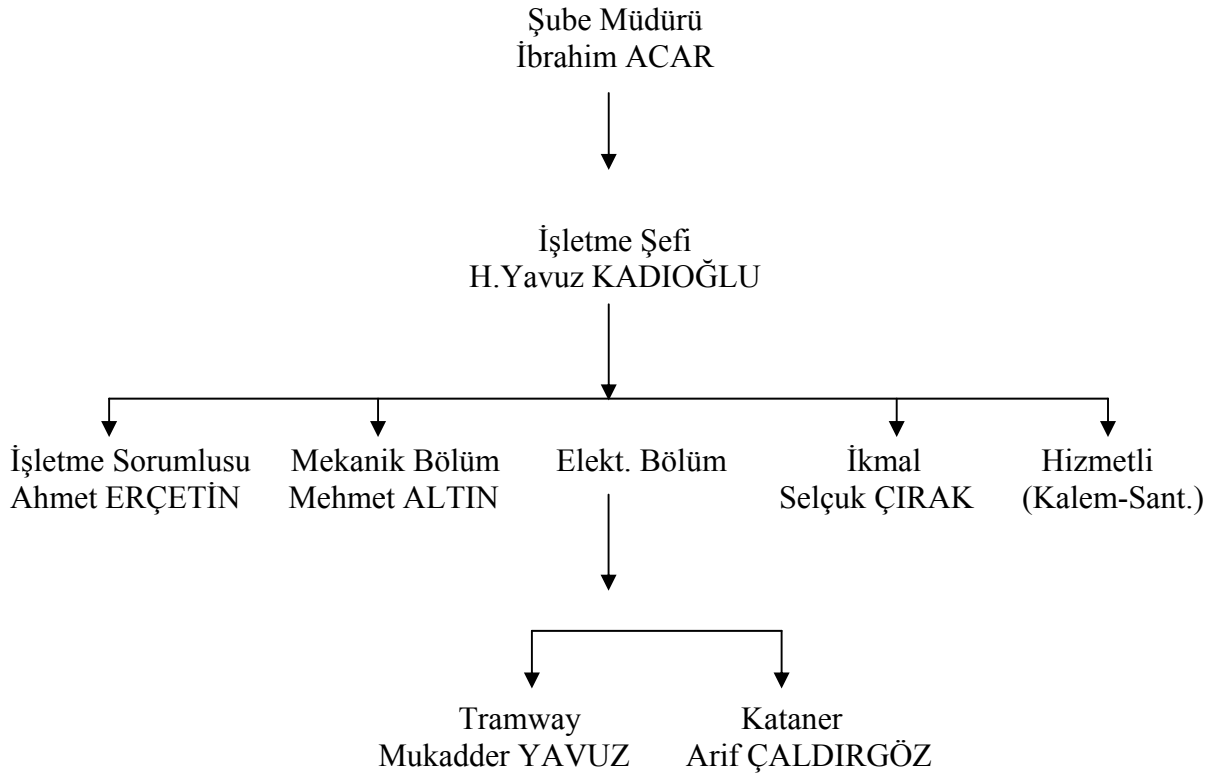 Şube Müdürü
İbrahim ACAR
İşletme Şefi
H.Yavuz KADIOĞLU
İşletme Sorumlusu
Ahmet ERÇETİN
Mekanik Bölüm
Mehmet ALTIN
Elekt. Bölüm
İkmal
Selçuk ÇIRAK
Hizmetli
(Kalem-Sant.)
Tramway
Mukadder YAVUZ
Kataner
Arif ÇALDIRGÖZ